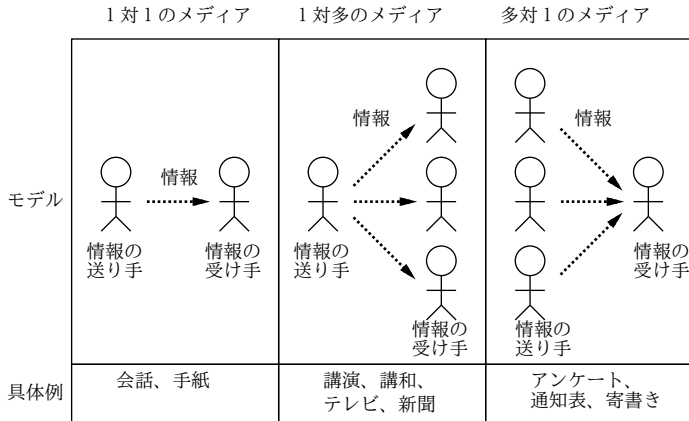 1対1のメディア
1対多のメディア
多対1のメディア
モデル
情報
情報の
送り手
情報の
受け手
情報
情報の
送り手
情報の
受け手
情報
情報の
送り手
情報の
受け手
具体例
会話、手紙
講演、講和、
テレビ、新聞
アンケート、
通知表、寄書き